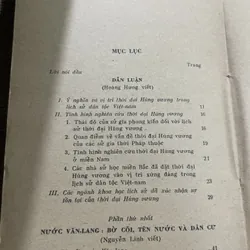 MỤC LỤC
Trang
Lời nói đầu
DẪN LUẬN
(Hoàng Hưng viết)
I. Ý nghĩa và vị trí thời đại Hùng vương trong
lịch sử dân tộc Việt-nam 11
II. Tình hình nghiên cứu thời đại Hùng vương
1. Thái độ của sử gia phong kiến đối với lịch
sử thời đại Hùng vương.
2. Quan điểm về vấn đề thời đại Hùng vương
của các sử gia thời Pháp thuộc 16
3. Tình hình nghiên cứu thời đại Hùng vương
ở miền Nam
4. Các nhà sử học miền Bắc đã đặt thời đại
Hùng vương vào vị trí xứng đáng trong
lịch sử dân tộc Việt-nam
III. Các ngành khoa học lịch sử đã xác nhận sự
tồn tại của thời đại Hùng vương
Phần thứ nhất
NƯỚC VĂN-LANG: BỜ CÕI, TÊN NƯỚC VÀ DÂN CƯ
(Nguyễn Linh viết)